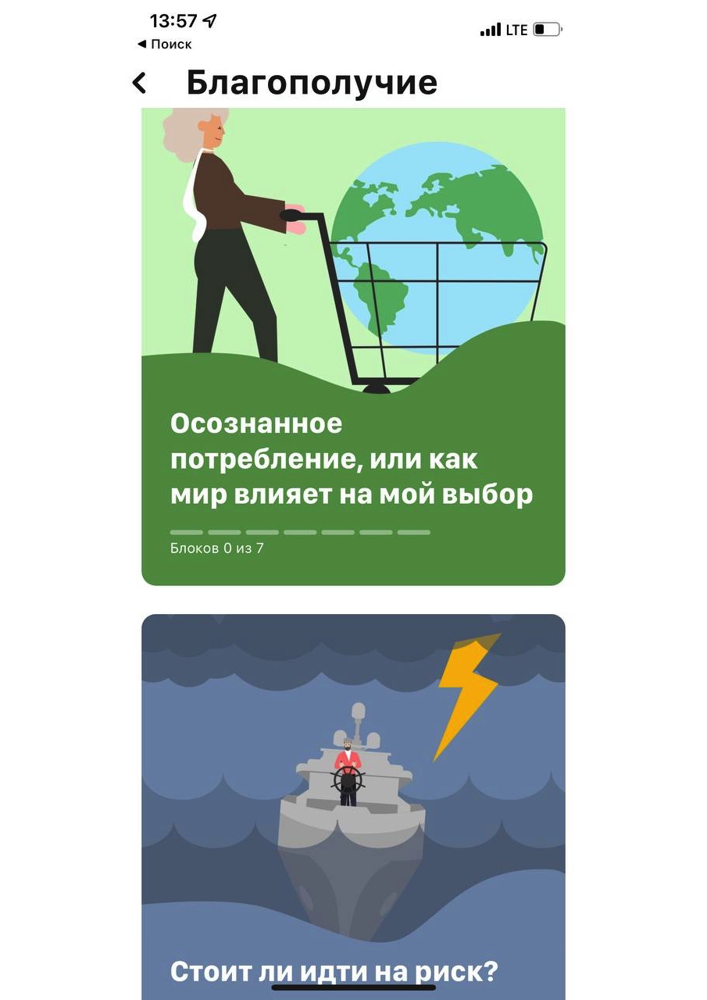 13:57
LTE
Поиск
Благополучие
Осознанное
потребление, или как
мир влияет на мой выбор
Блоков 0 из 7
Стоит ли идти на риск?